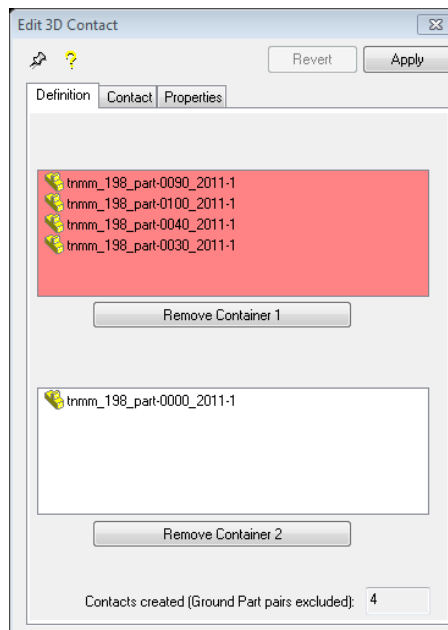 Edit 3D Contact
? Revert Apply
Definition Contact Properties
tnmm_198_part-0090_2011-1
tnmm_198_part-0100_2011-1
tnmm_198_part-0040_2011-1
tnmm_198_part-0030_2011-1
Remove Container 1
tnmm_198_part-0000_2011-1
Remove Container 2
Contacts created (Ground Part pairs excluded): 4